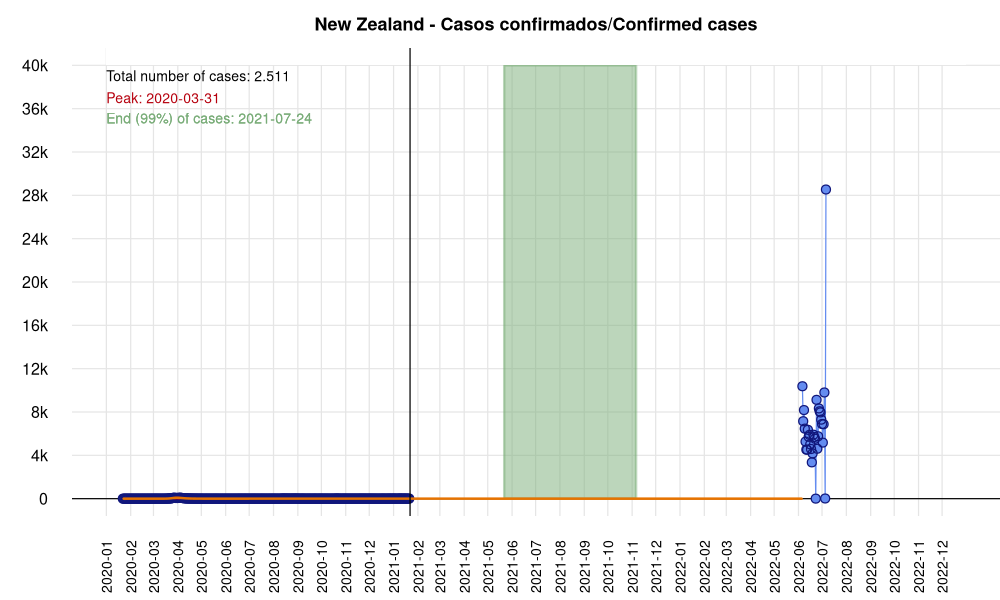 New Zealand - Casos confirmados/Confirmed cases
40k
36k
32k
28k
24k
20k
16k
12k
8k
4k
0
Total number of cases: 2.511
Peak: 2020-03-31
End (99%) of cases: 2021-07-24
2020-01
2020-02
2020-03
2020-04
2020-05
2020-06
2020-07
2020-08
2020-09
2020-10
2020-11
2020-12
2021-01
2021-02
2021-03
2021-04
2021-05
2021-06
2021-07
2021-08
2021-09
2021-10
2021-11
2021-12
2022-01
2022-02
2022-03
2022-04
2022-05
2022-06
2022-07
2022-08
2022-09
2022-10
2022-11
2022-12